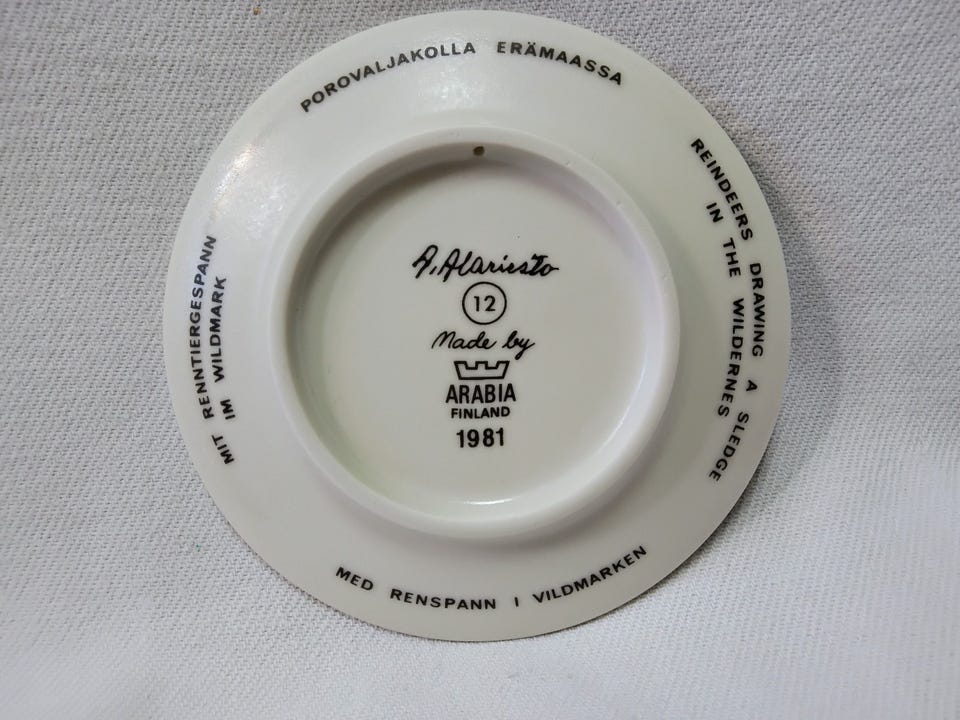 POROVALJAKOLLA ERÄMAASSA
REINDEERS DRAWING A SLEDGE
IN THE WILDERNES
MIT RENNTIERGESPANN
IM WILDMARK
A. Alariesto
12
Made by
ARABIA
FINLAND
1981
MED RENSPANN I VILDMARKEN